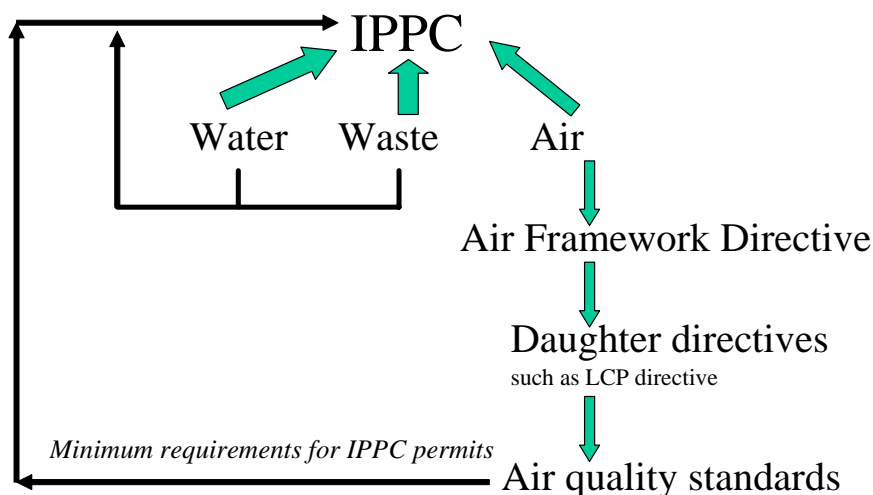 IPPC
Water Waste Air
Air Framework Directive
Daughter directives
such as LCP directive
Minimum requirements for IPPC permits
Air quality standards